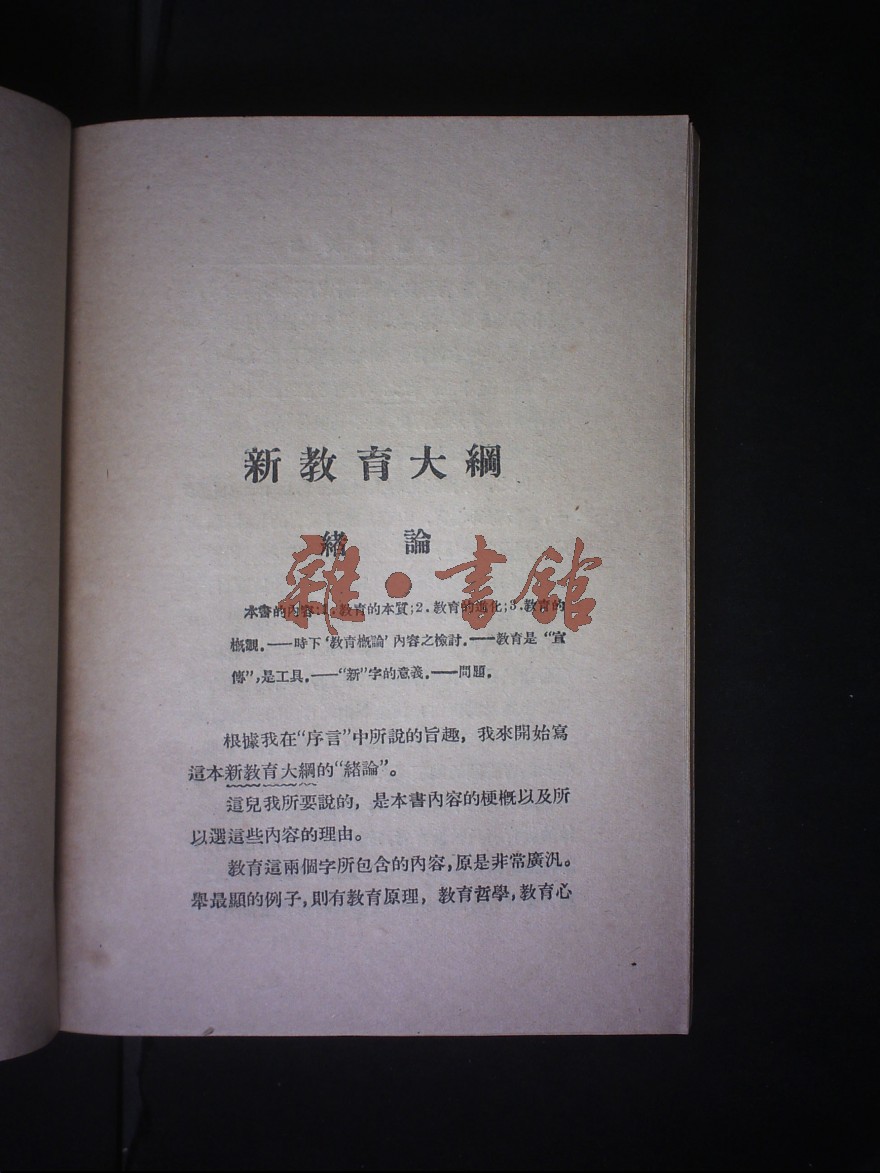 新教育大綱
緒 論
本書的內容:1.教育的本質;2.教育的進化;3.教育的
概觀.——時下‘教育概論’內容之檢討.——教育是“宣
傳”,是工具.——“新”字的意義.——問題.
根據我在“序言”中所說的旨趣,我來開始寫
這本新教育大綱的“緒論”。
這兒我所要說的,是本書內容的梗概以及所
以選這些內容的理由。
教育這兩個字所包含的內容,原是非常廣汎。
舉最顯的例子,則有教育原理,教育哲學,教育心
雜·書館